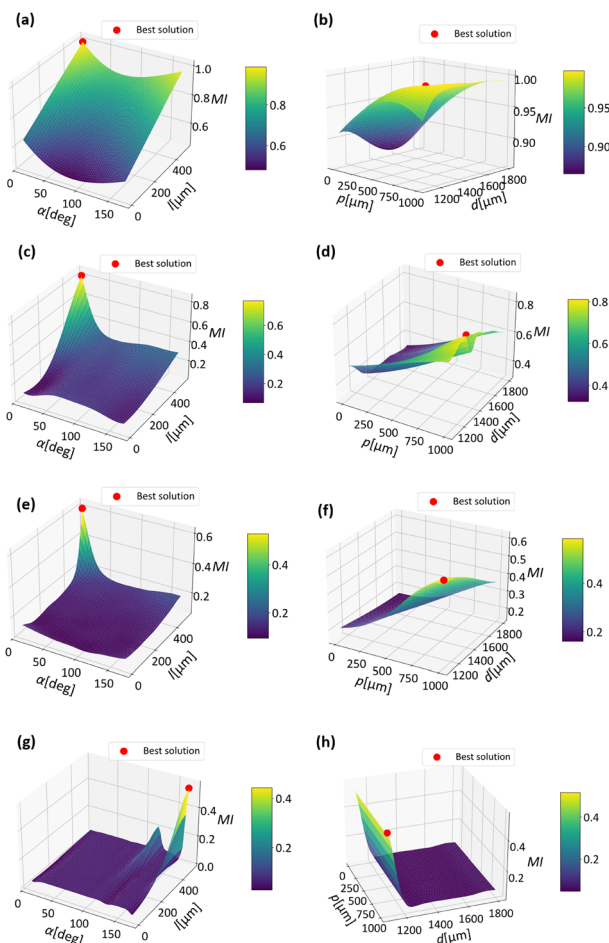 (a)
Best solution
1.0
MI
0.8
0.6
0.8
0.6
400
200
0
l[μm]
0
50
100
150
α[deg]
(b)
Best solution
1.00
0.95
MI
0.90
0.95
0.90
0
250
500
750
1000
p[μm]
1200
1400
1600
1800
d[μm]
(c)
Best solution
0.8
0.6
MI
0.4
0.2
0.6
0.4
0.2
400
200
0
l[μm]
0
50
100
150
α[deg]
(d)
Best solution
0.8
0.6
MI
0.4
0.8
0.6
0.4
0
250
500
750
1000
p[μm]
1200
1400
1600
1800
d[μm]
(e)
Best solution
0.6
0.4
MI
0.2
0.4
0.2
400
200
0
l[μm]
0
50
100
150
α[deg]
(f)
Best solution
0.6
0.5
0.4
MI
0.3
0.2
0.4
0.2
0
250
500
750
1000
p[μm]
1200
1400
1600
1800
d[μm]
(g)
Best solution
0.4
MI
0.2
0.0
0.4
0.2
400
200
0
l[μm]
0
50
100
150
α[deg]
(h)
Best solution
0.4
MI
0.2
0.4
0.2
0
250
500
750
1000
p[μm]
1200
1400
1600
1800
d[μm]